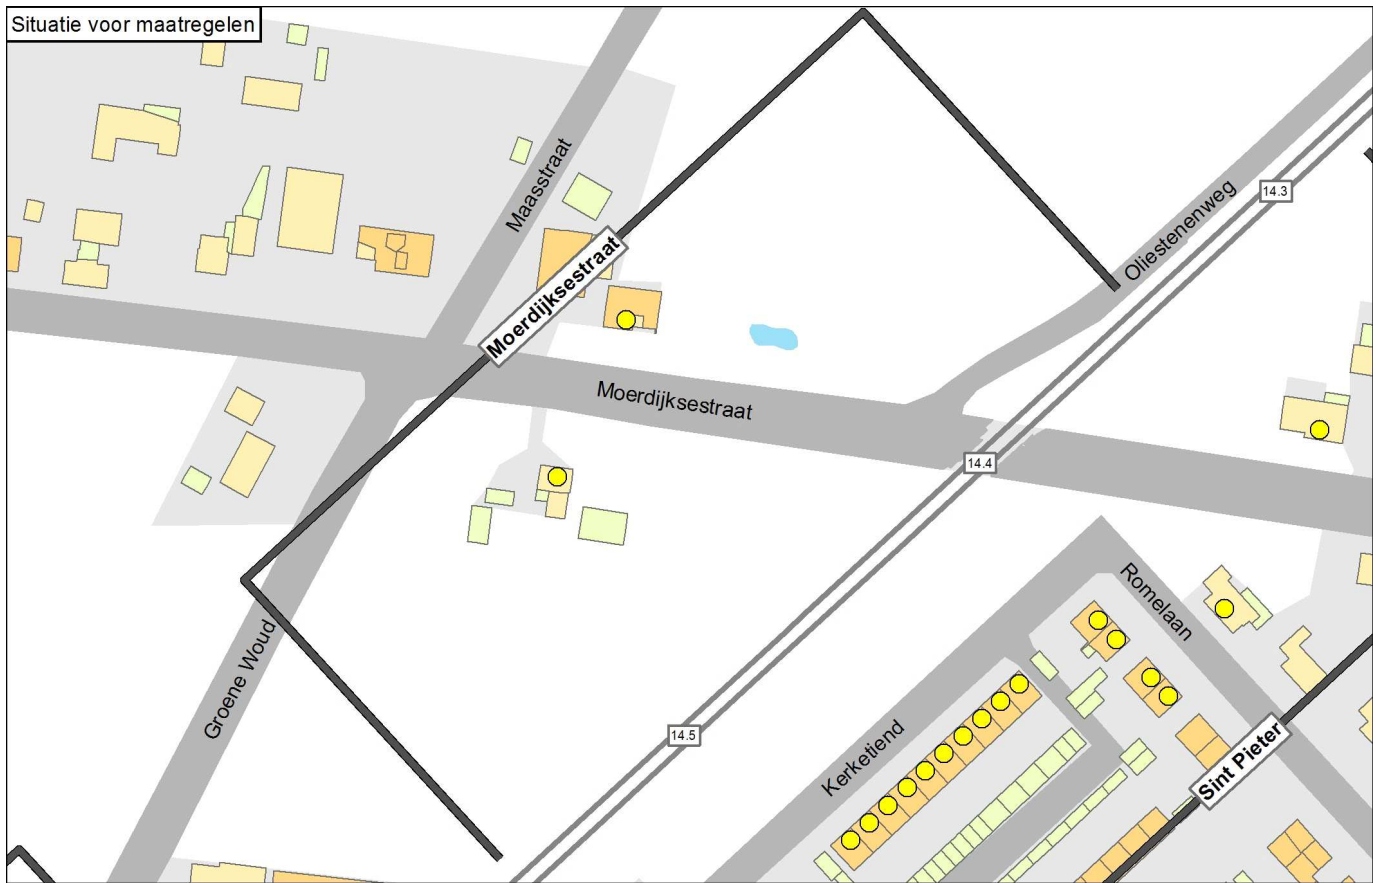 Situatie voor maatregelen
Maasstraat
Moerdijksestraat
Oliestenenweg
14.3
Moerdijksestraat
14.4
Romelaan
Groene Woud
14.5
Kerketiend
Sint Pieter